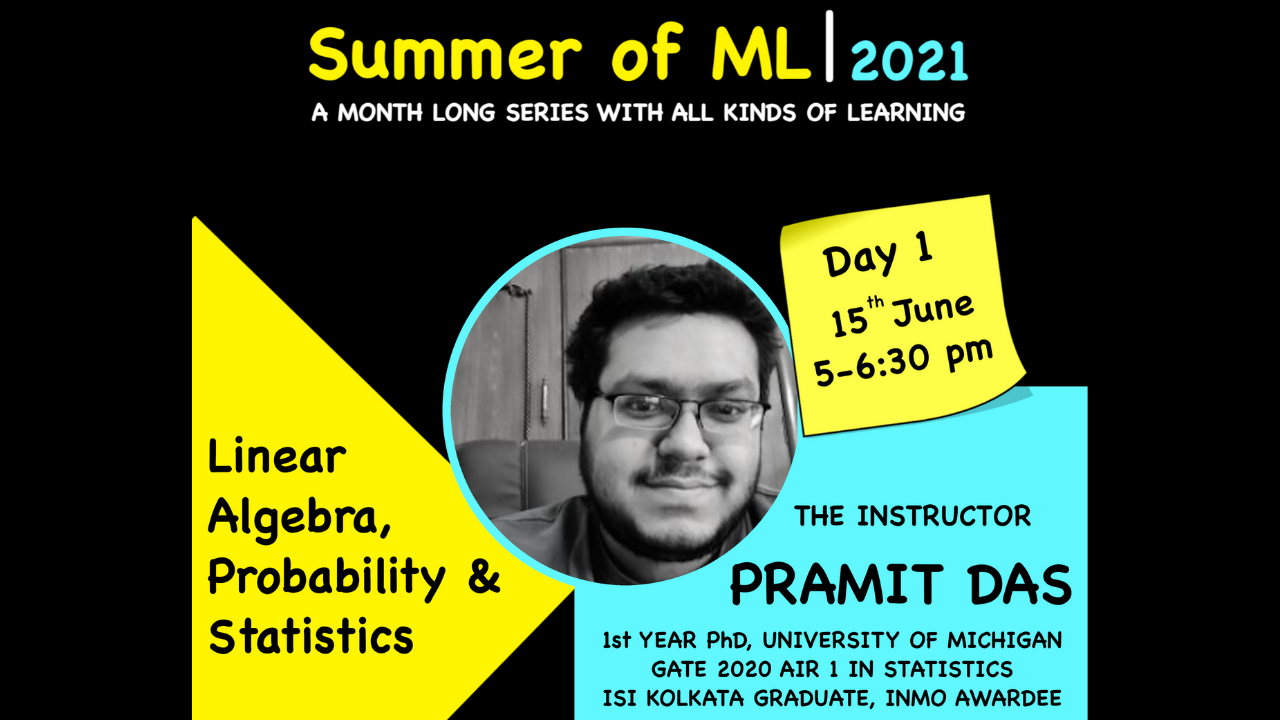 Summer of ML | 2021
A MONTH LONG SERIES WITH ALL KINDS OF LEARNING
Day 1
15th June
5-6:30 pm
Linear
Algebra,
Probability &
Statistics
THE INSTRUCTOR
PRAMIT DAS
1st YEAR PhD, UNIVERSITY OF MICHIGAN
GATE 2020 AIR 1 IN STATISTICS
ISI KOLKATA GRADUATE, INMO AWARDEE